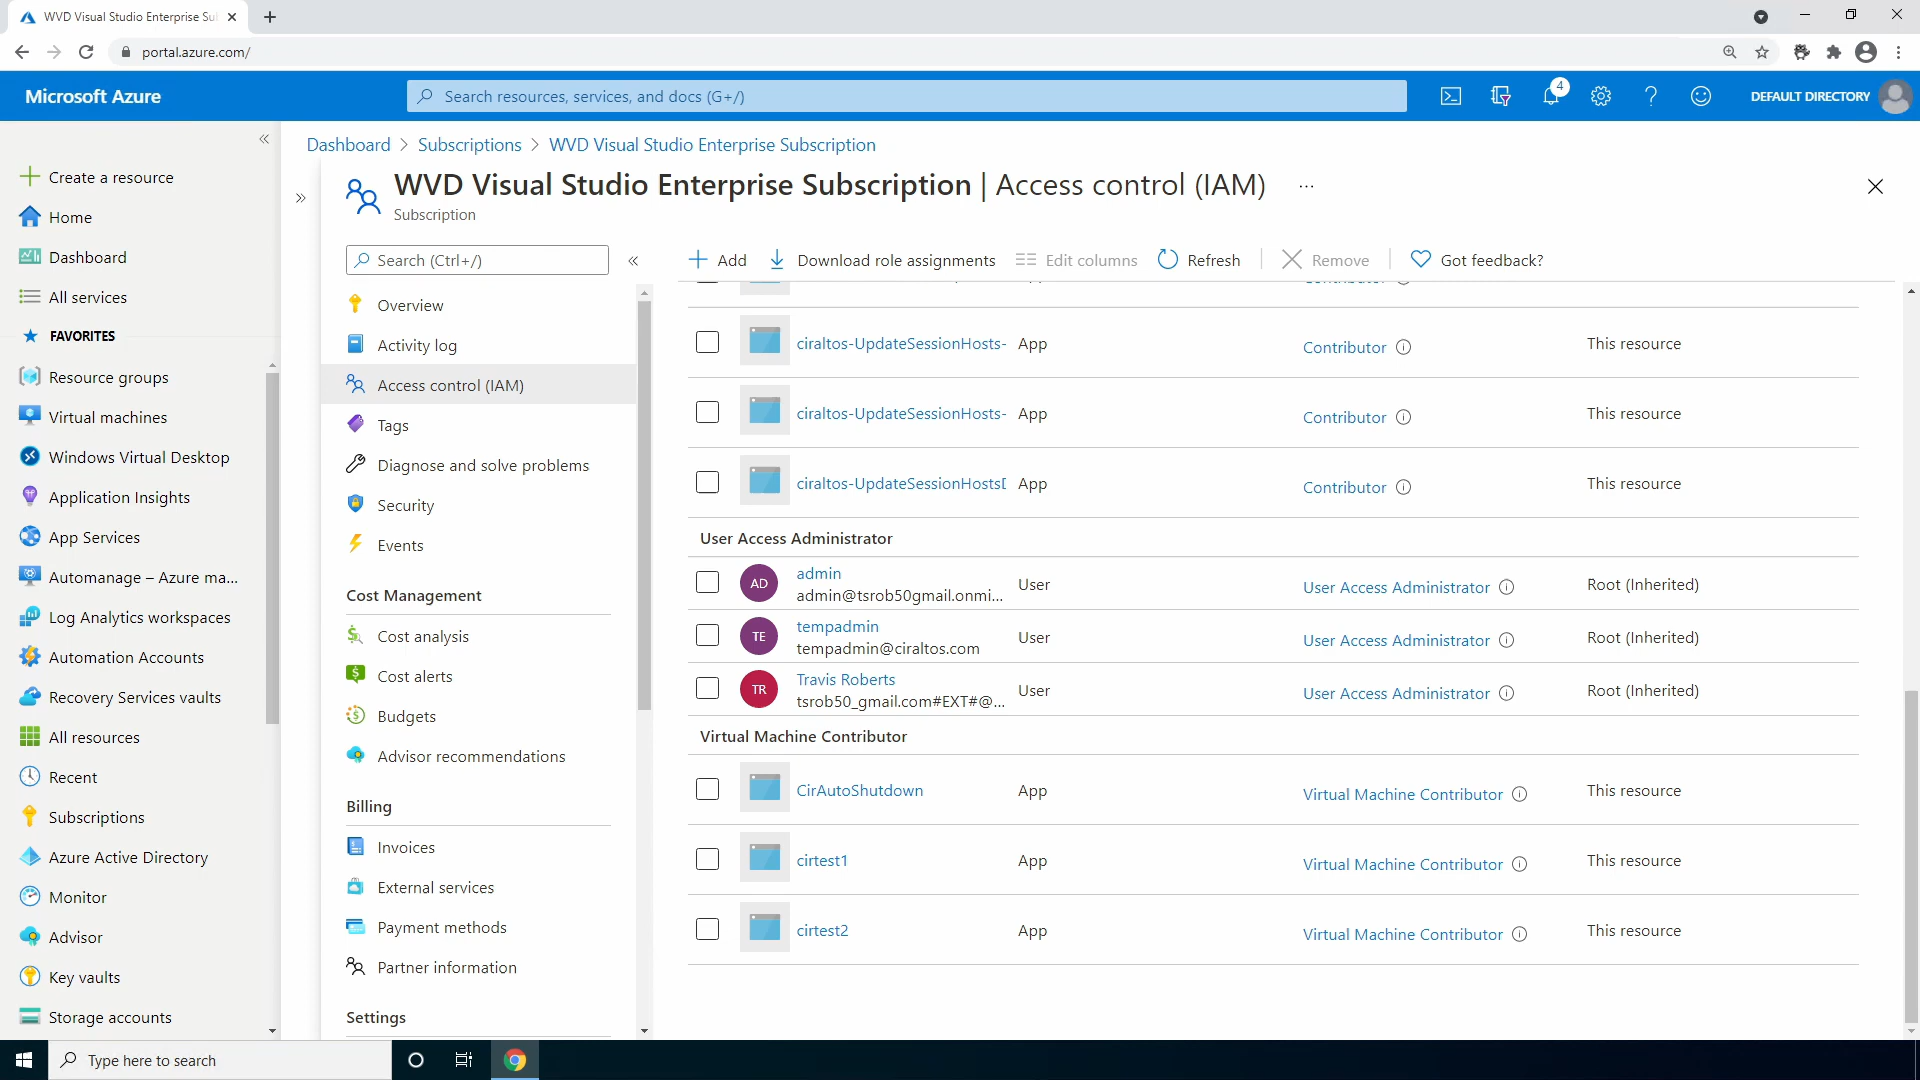 WVD Visual Studio Enterprise Su
portal.azure.com/
Microsoft Azure
Search resources, services, and docs (G+/)
4
DEFAULT DIRECTORY
Dashboard > Subscriptions > WVD Visual Studio Enterprise Subscription
WVD Visual Studio Enterprise Subscription | Access control (IAM) ...
Subscription
Create a resource
Home
Dashboard
All services
FAVORITES
Resource groups
Virtual machines
Windows Virtual Desktop
Application Insights
App Services
Automanage – Azure ma...
Log Analytics workspaces
Automation Accounts
Recovery Services vaults
All resources
Recent
Subscriptions
Azure Active Directory
Monitor
Advisor
Key vaults
Storage accounts
Search (Ctrl+/)
Overview
Activity log
Access control (IAM)
Tags
Diagnose and solve problems
Security
Events
Cost Management
Cost analysis
Cost alerts
Budgets
Advisor recommendations
Billing
Invoices
External services
Payment methods
Partner information
Settings
Add Download role assignments Edit columns Refresh Remove Got feedback?
ciraltos-UpdateSessionHosts- App Contributor This resource
ciraltos-UpdateSessionHosts- App Contributor This resource
ciraltos-UpdateSessionHostsD App Contributor This resource
User Access Administrator
AD admin User User Access Administrator Root (Inherited)
admin@tsrob50gmail.onmi...
TE tempadmin User User Access Administrator Root (Inherited)
tempadmin@ciraltos.com
TR Travis Roberts User User Access Administrator Root (Inherited)
tsrob50_gmail.com#EXT#@...
Virtual Machine Contributor
CirAutoShutdown App Virtual Machine Contributor This resource
cirtest1 App Virtual Machine Contributor This resource
cirtest2 App Virtual Machine Contributor This resource
Type here to search